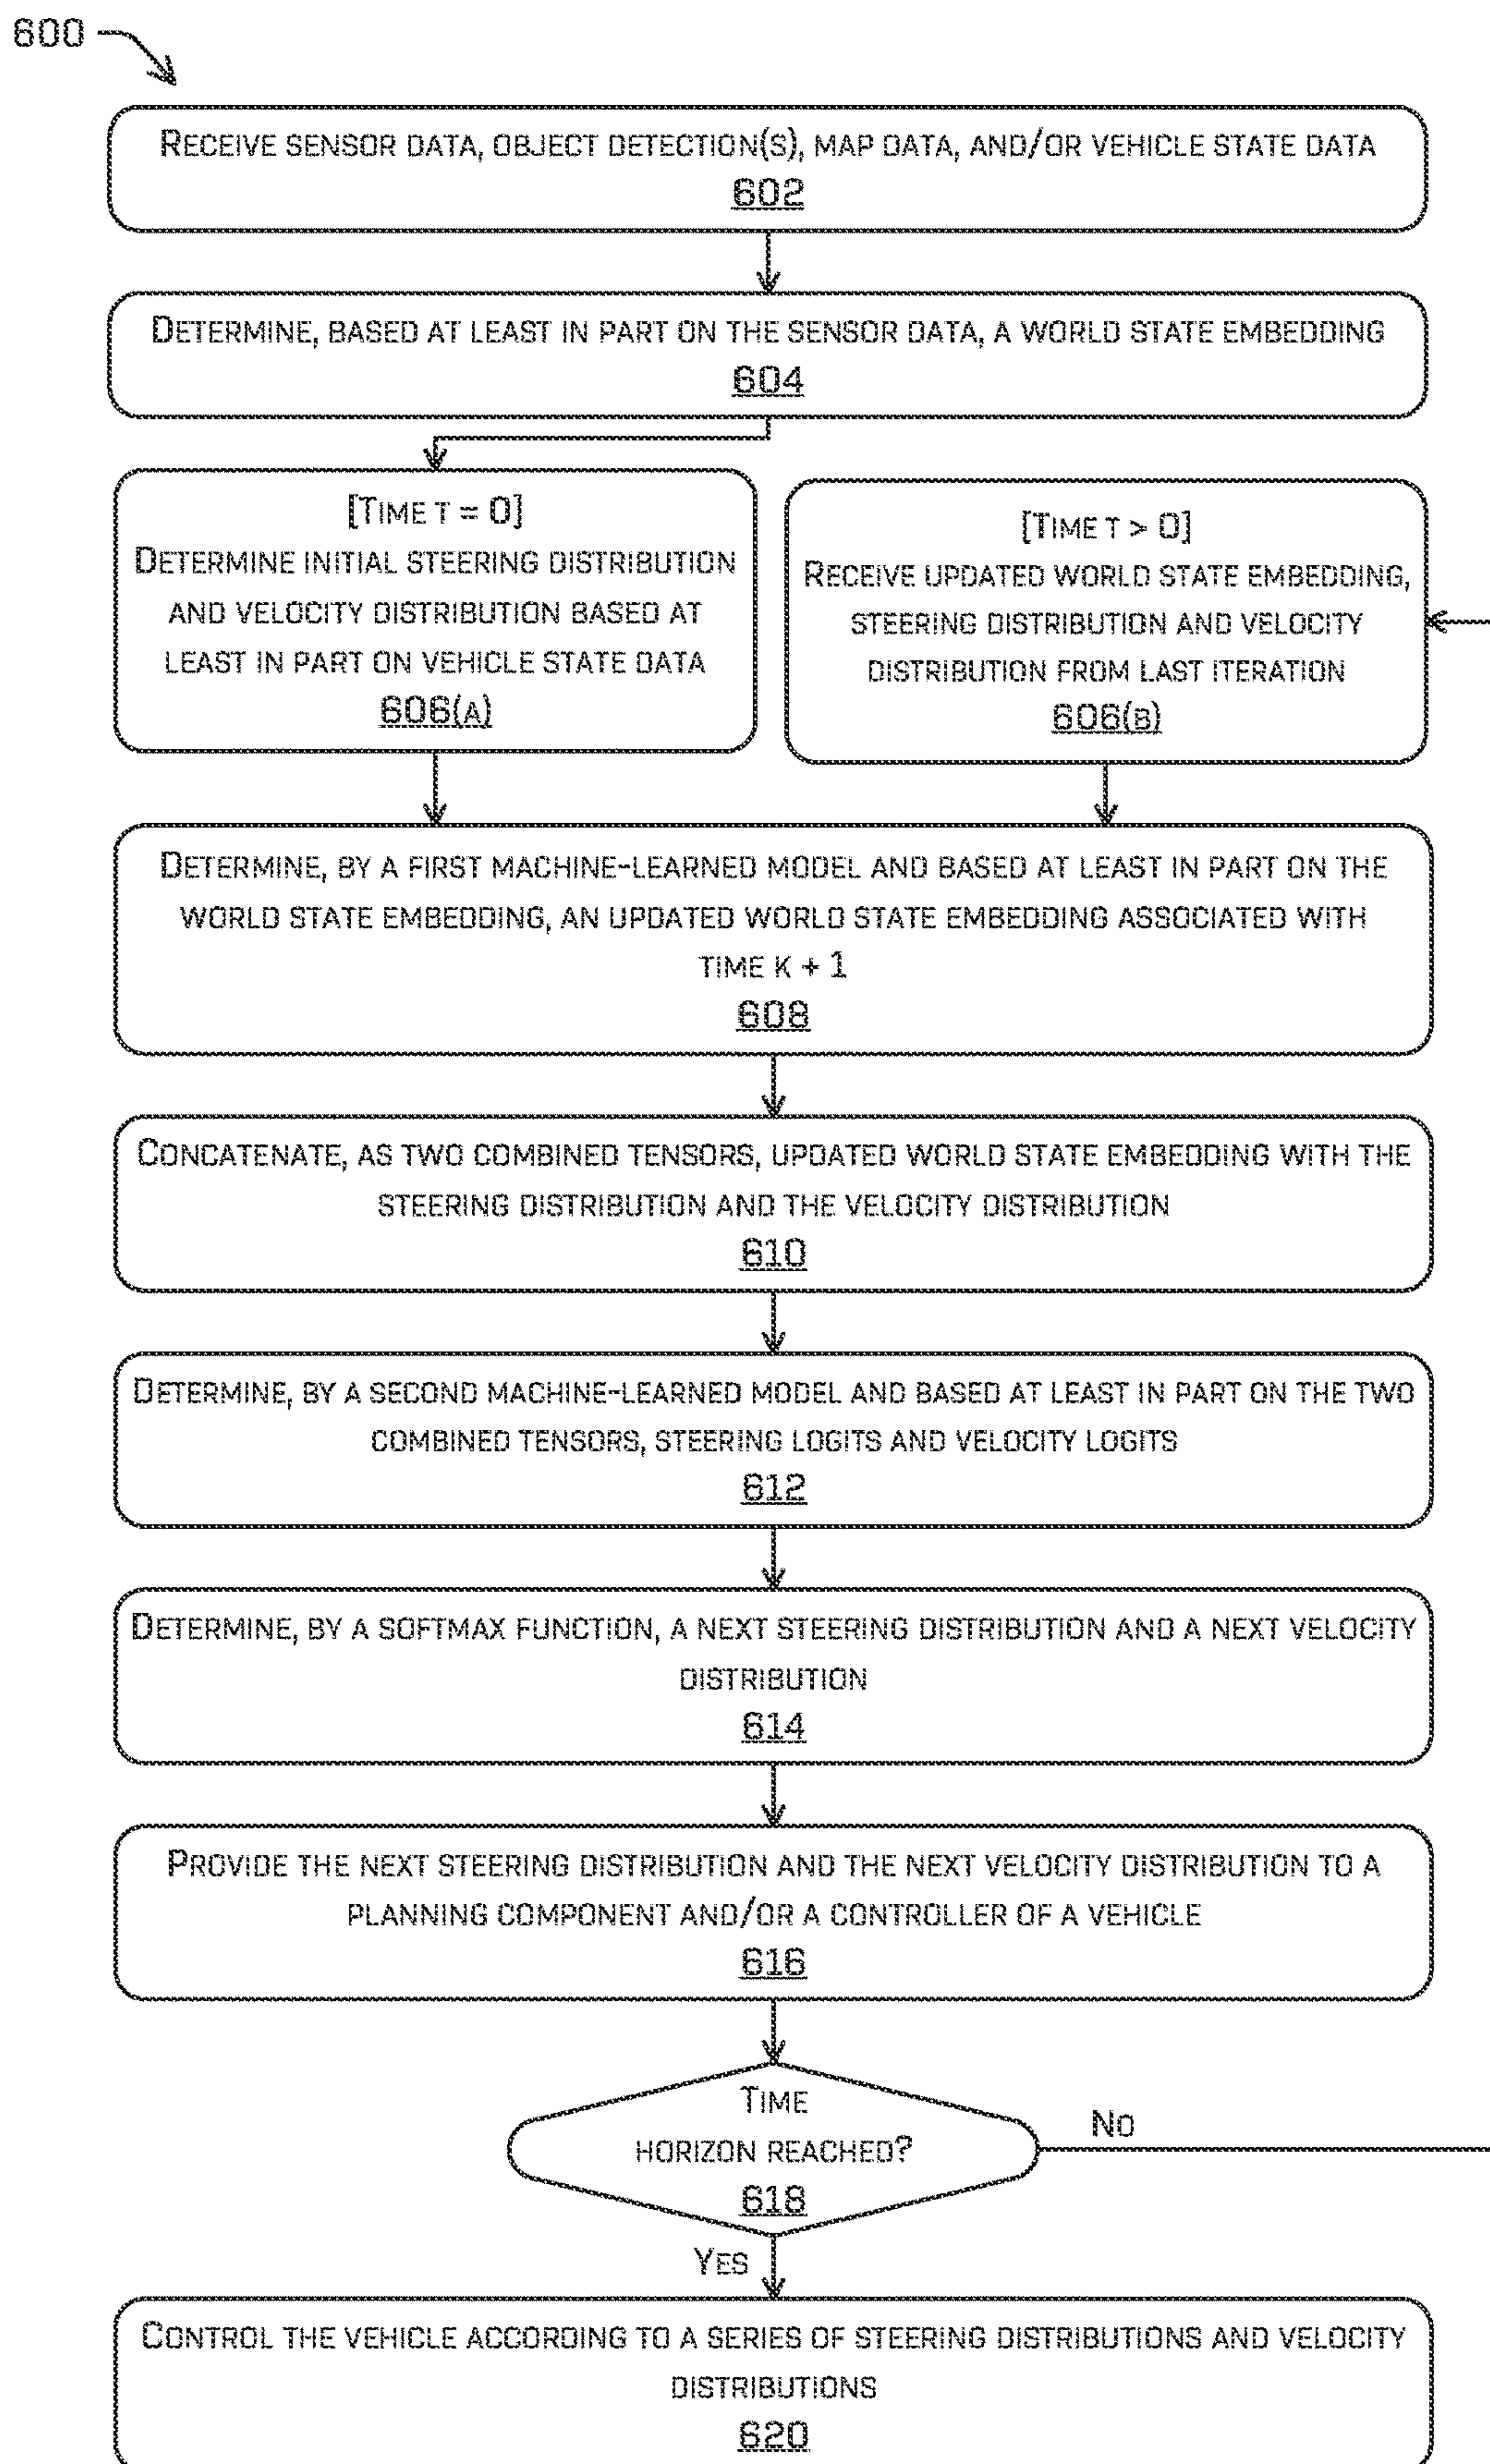 600
Receive sensor data, object detection(s), map data, and/or vehicle state data
602
Determine, based at least in part on the sensor data, a world state embedding
604
[Time t = 0]
Determine initial steering distribution
and velocity distribution based at
least in part on vehicle state data
606(a)
[Time t > 0]
Receive updated world state embedding,
steering distribution and velocity
distribution from last iteration
606(b)
Determine, by a first machine-learned model and based at least in part on the
world state embedding, an updated world state embedding associated with
time k + 1
608
Concatenate, as two combined tensors, updated world state embedding with the
steering distribution and the velocity distribution
610
Determine, by a second machine-learned model and based at least in part on the two
combined tensors, steering logits and velocity logits
612
Determine, by a softmax function, a next steering distribution and a next velocity
distribution
614
Provide the next steering distribution and the next velocity distribution to a
planning component and/or a controller of a vehicle
616
Time
horizon reached?
618
No
Yes
Control the vehicle according to a series of steering distributions and velocity
distributions
620